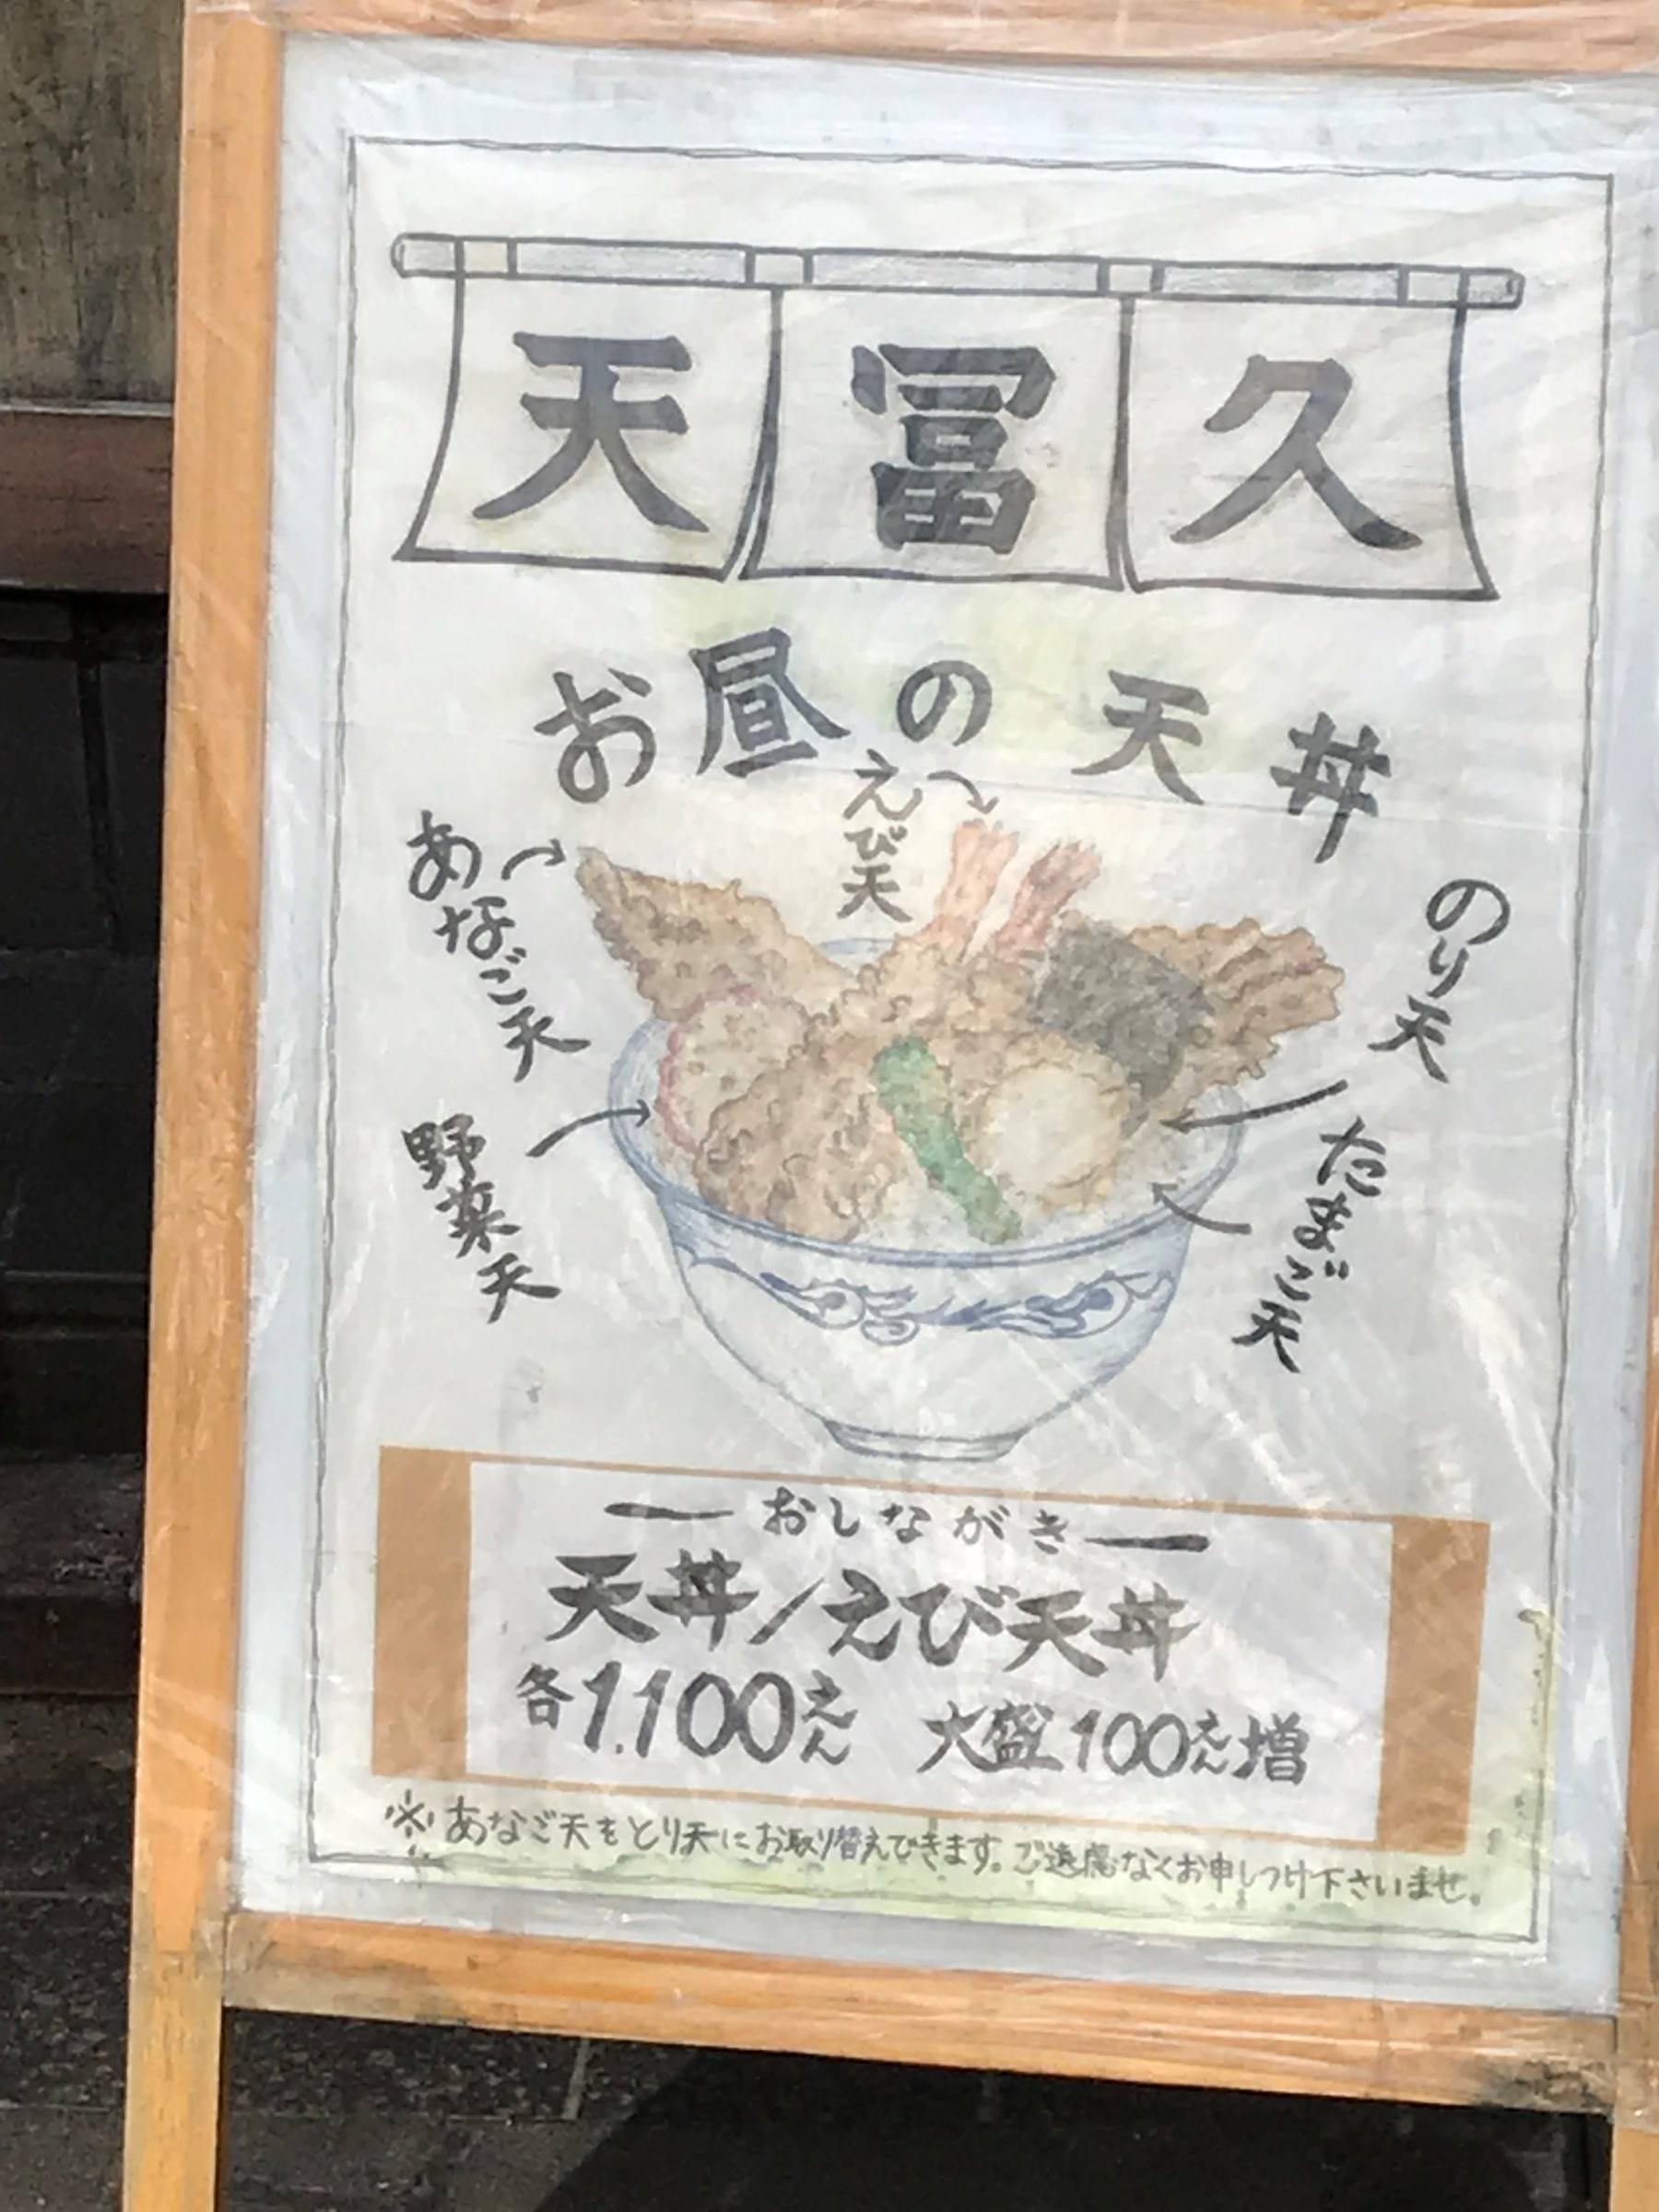 天冨久
お昼の天丼
えび天
あなご天
のり天
野菜天
たまご天
おしながき
天丼/えび天丼
各1.100えん 大盛100えん増
※あなご天をとり天にお取り替えできます。ご遠慮なくお申しつけ下さいませ。